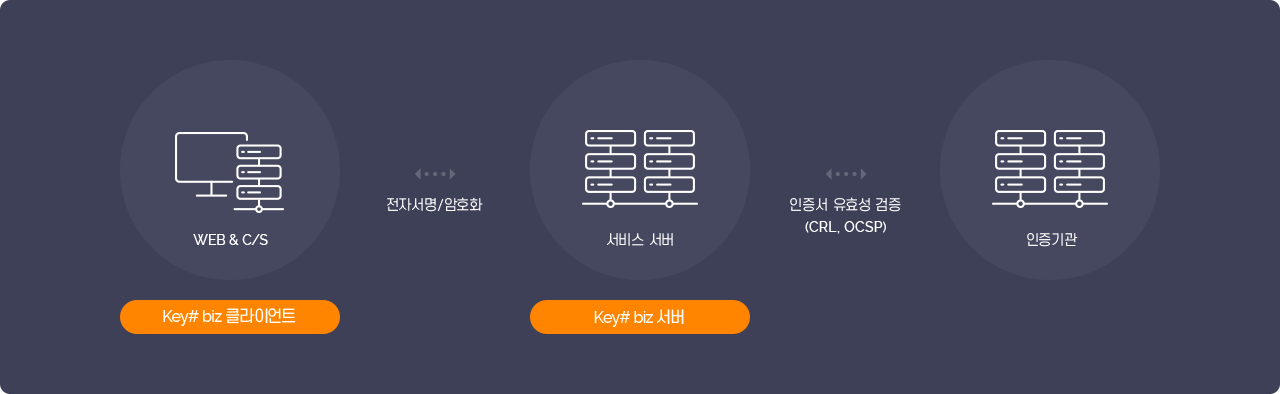 WEB & C/S
전자서명/암호화
서비스 서버
인증서 유효성 검증
(CRL, OCSP)
인증기관
Key# biz 클라이언트
Key# biz 서버